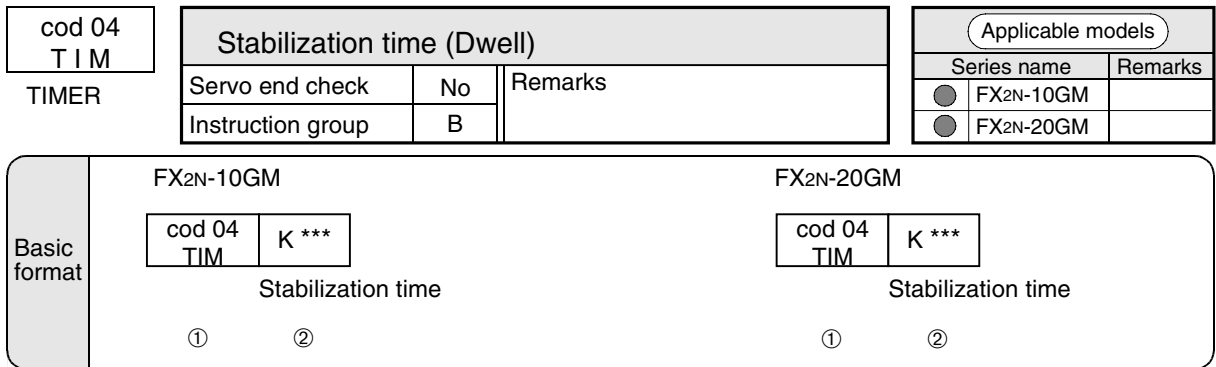 cod 04
T I M
TIMER
Stabilization time (Dwell)
Servo end check No
Remarks
Instruction group B
Applicable models
Series name Remarks
FX2N-10GM
FX2N-20GM
Basic
format
FX2N-10GM
cod 04
TIM
K ***
Stabilization time
① ②
FX2N-20GM
cod 04
TIM
K ***
Stabilization time
① ②